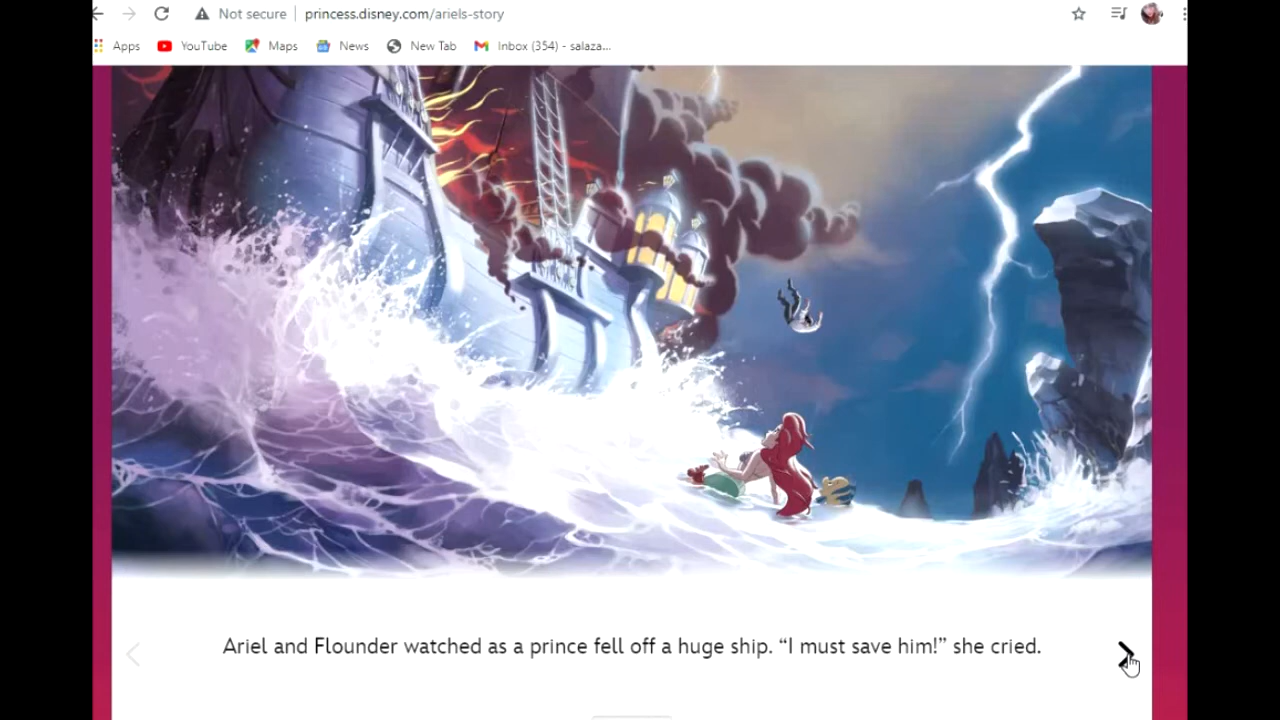 Not secure princess.disney.com/ariels-story
Apps YouTube Maps News New Tab Inbox (354) - salaza...
Ariel and Flounder watched as a prince fell off a huge ship. “I must save him!” she cried.